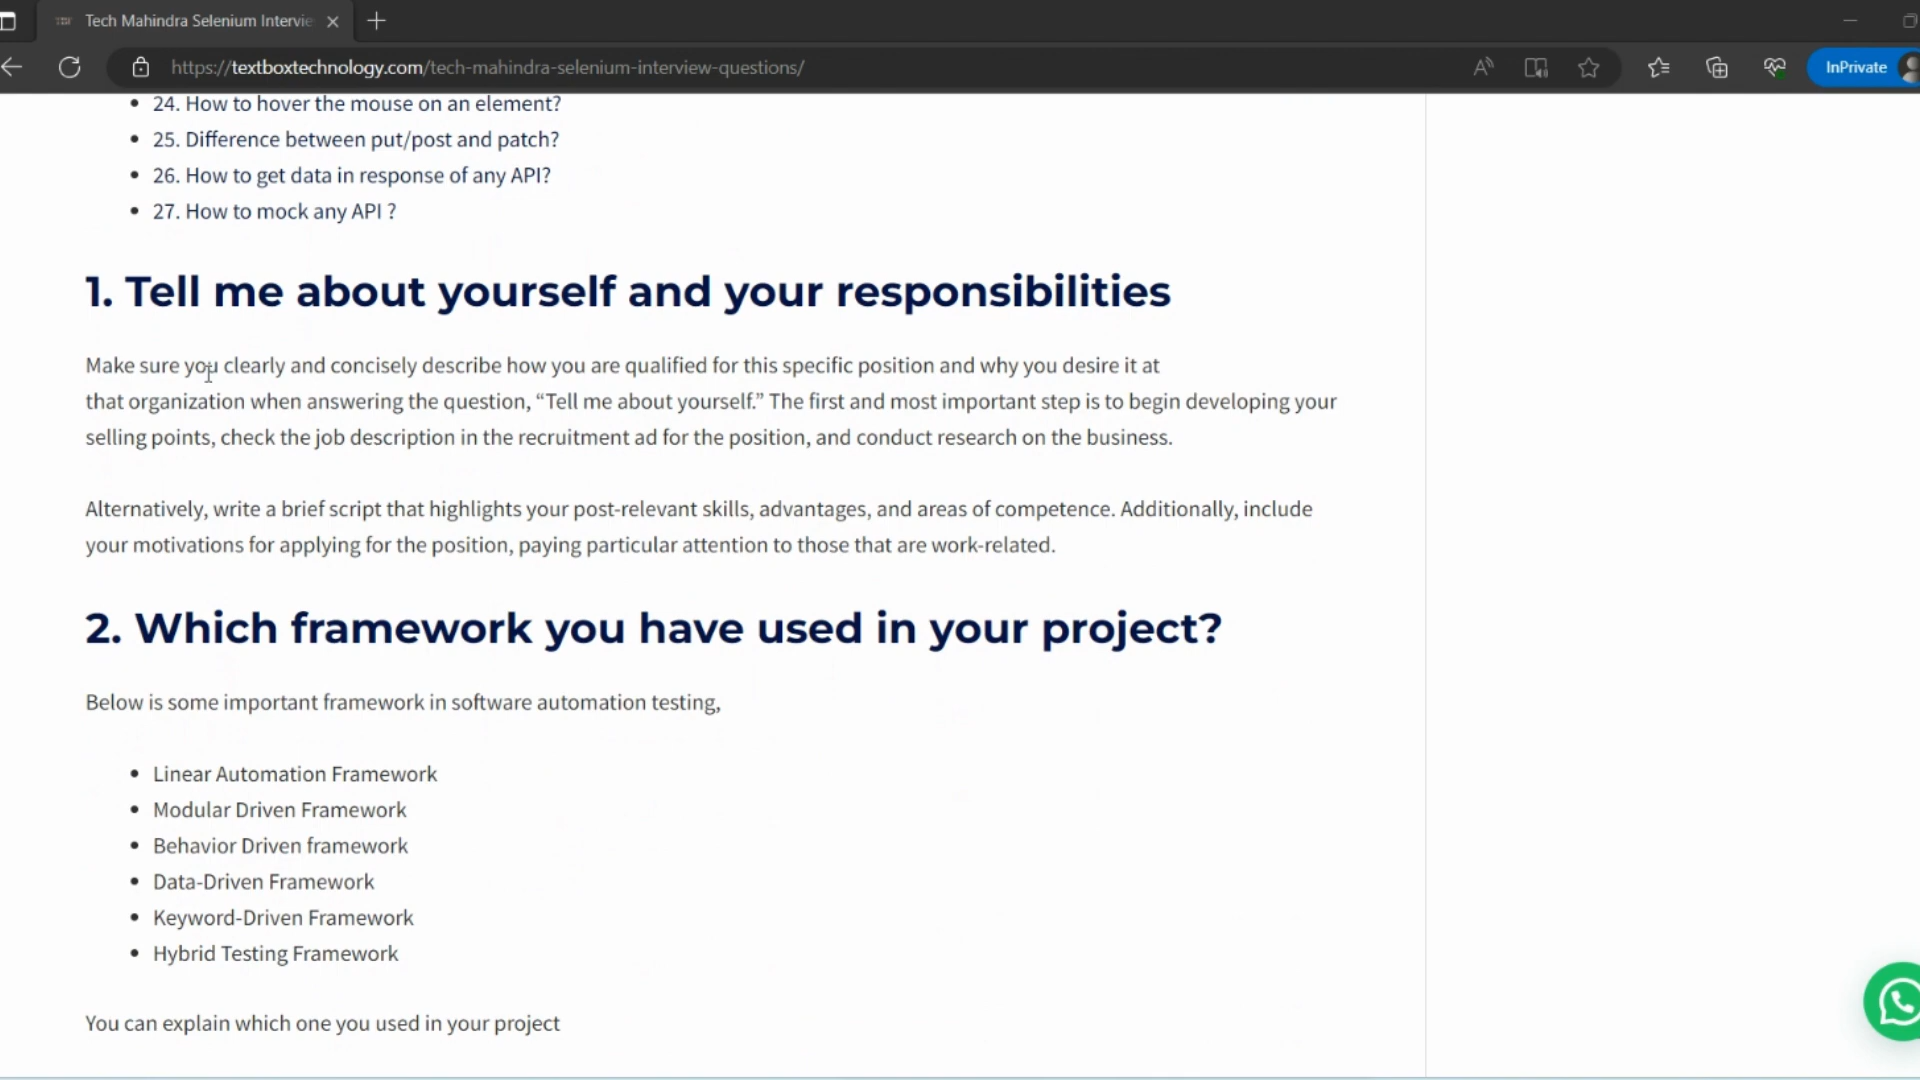 Tech Mahindra Selenium Intervie
https://textboxtechnology.com/tech-mahindra-selenium-interview-questions/
InPrivate
• 24. How to hover the mouse on an element?
• 25. Difference between put/post and patch?
• 26. How to get data in response of any API?
• 27. How to mock any API ?
1. Tell me about yourself and your responsibilities
Make sure you clearly and concisely describe how you are qualified for this specific position and why you desire it at
that organization when answering the question, “Tell me about yourself.” The first and most important step is to begin developing your
selling points, check the job description in the recruitment ad for the position, and conduct research on the business.
Alternatively, write a brief script that highlights your post-relevant skills, advantages, and areas of competence. Additionally, include
your motivations for applying for the position, paying particular attention to those that are work-related.
2. Which framework you have used in your project?
Below is some important framework in software automation testing,
• Linear Automation Framework
• Modular Driven Framework
• Behavior Driven framework
• Data-Driven Framework
• Keyword-Driven Framework
• Hybrid Testing Framework
You can explain which one you used in your project